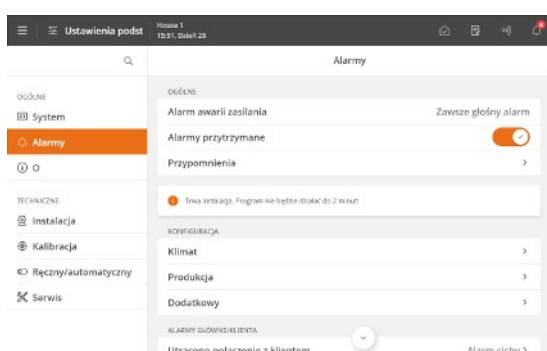 Ustawienia podst
House 1
15:51, Dzień 28
Alarmy
OGÓLNE
System
Alarmy
O
TECHNICZNE
Instalacja
Kalibracja
Ręczny/automatyczny
Serwis
OGÓLNE
Alarm awarii zasilania
Zawsze głośny alarm
Alarmy przytrzymane
Przypomnienia
Trwa instalacja. Program nie będzie działać do 2 minut!
KONFIGURACJA
Klimat
Produkcja
Dodatkowy
ALARMY GŁÓWNE/KLIENTA
Utracono połączenie z klientem
Alarm cichy